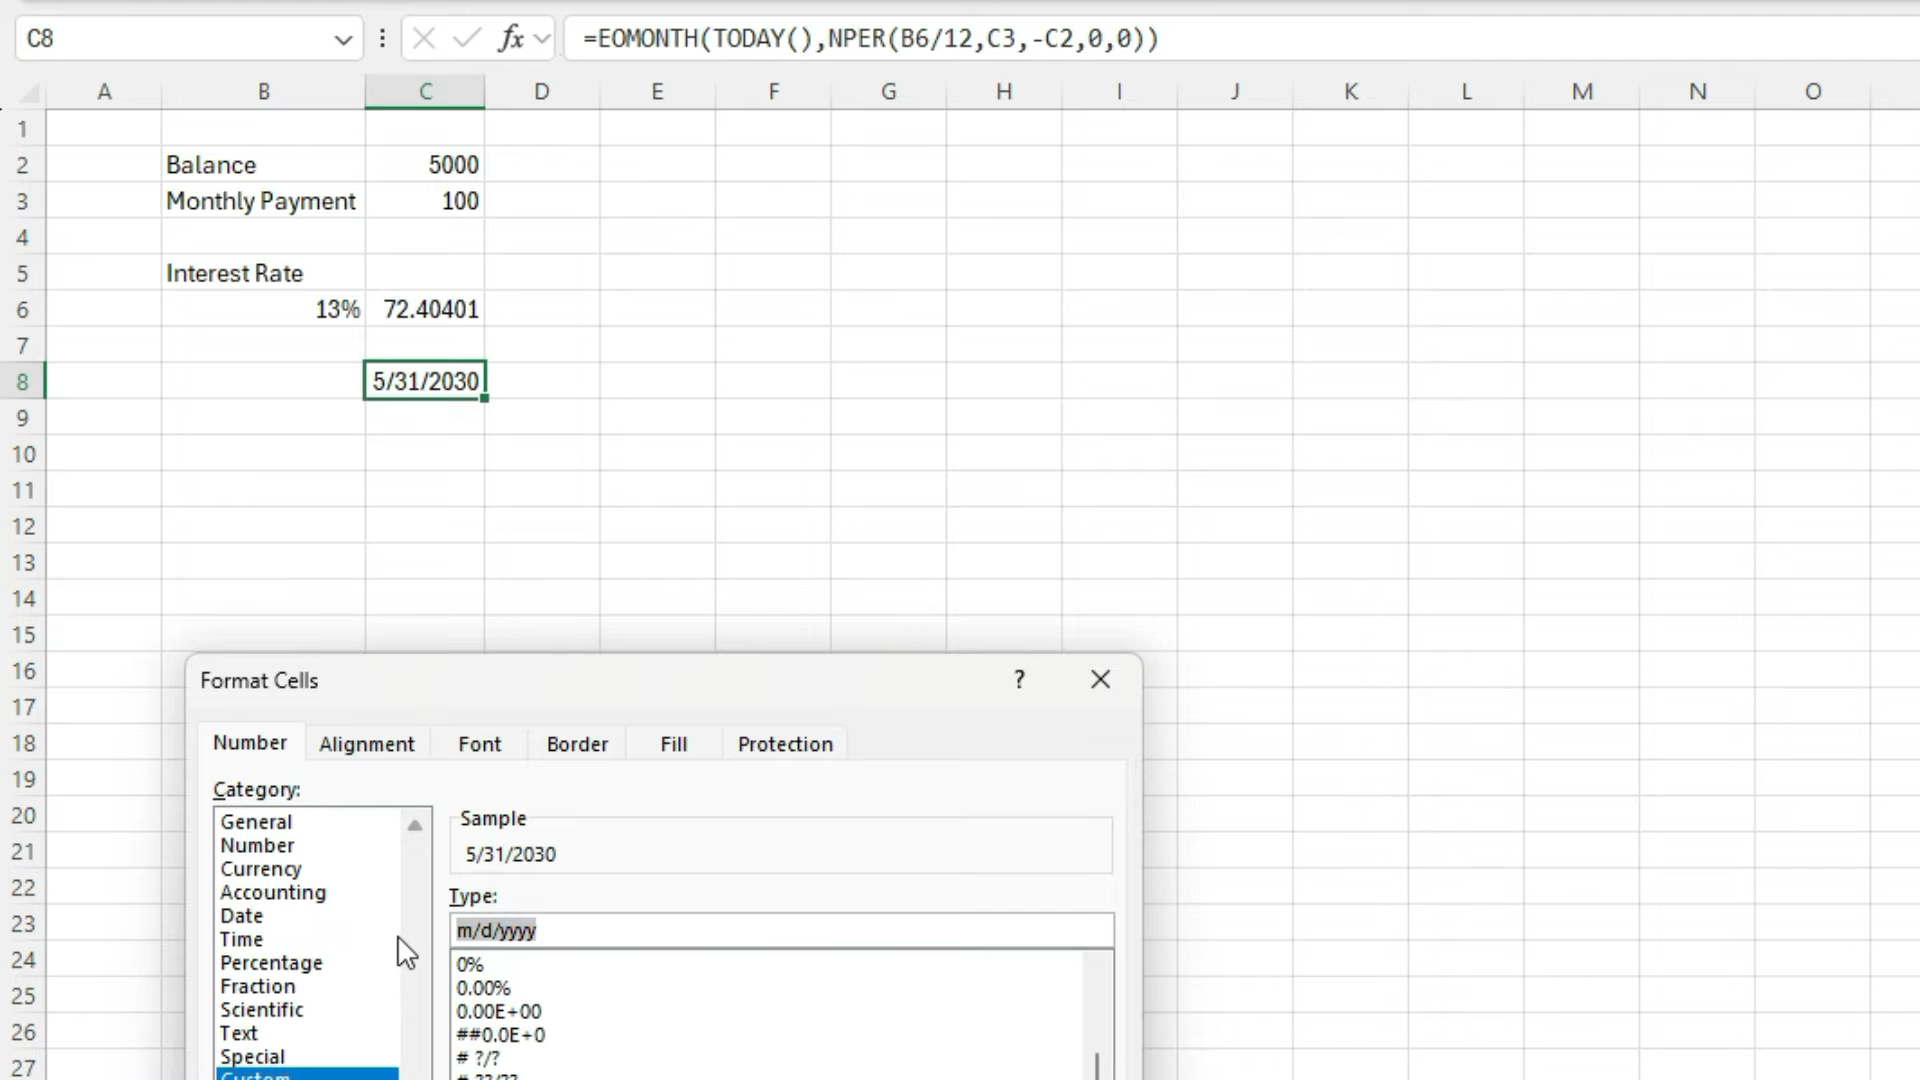 C8 fx =EOMONTH(TODAY(),NPER(B6/12,C3,-C2,0,0))
A B C D E F G H I J K L M N O
1
2 Balance 5000
3 Monthly Payment 100
4
5 Interest Rate
6 13% 72.40401
7
8 5/31/2030
9
10
11
12
13
14
15
16
17
18
19
20
21
22
23
24
25
26
27
Format Cells ?
Number Alignment Font Border Fill Protection
Category:
General
Number
Currency
Accounting
Date
Time
Percentage
Fraction
Scientific
Text
Special
Custom
Sample
5/31/2030
Type:
m/d/yyyy
0%
0.00%
0.00E+00
##0.0E+0
# ?/?
# ??/??